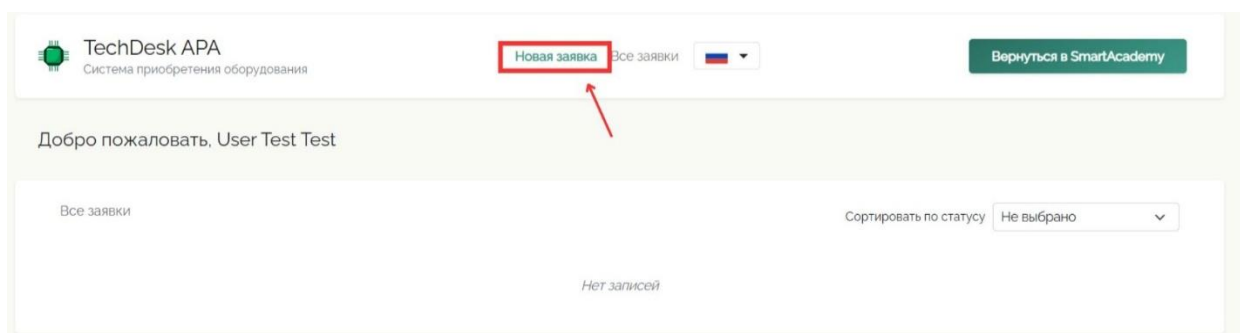 TechDesk APA
Система приобретения оборудования
Новая заявка Все заявки
Вернуться в SmartAcademy
Добро пожаловать, User Test Test
Все заявки
Сортировать по статусу Не выбрано
Нет записей